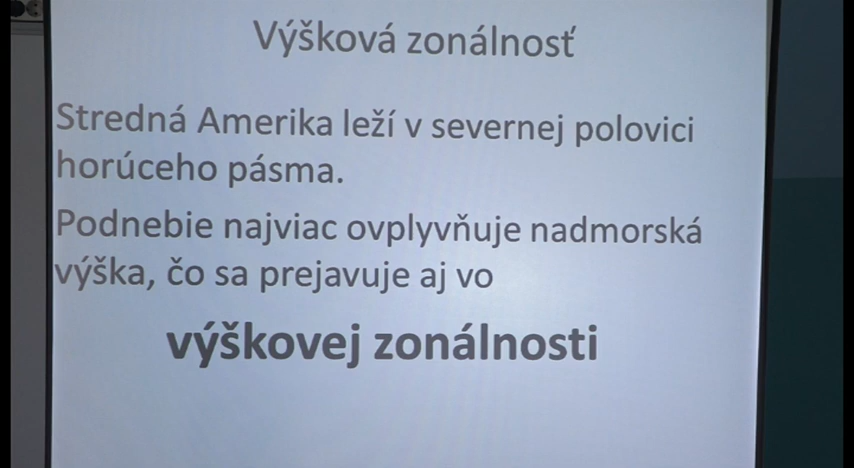 Výšková zonálnosť
Stredná Amerika leží v severnej polovici
horúceho pásma.
Podnebie najviac ovplyvňuje nadmorská
výška, čo sa prejavuje aj vo
výškovej zonálnosti